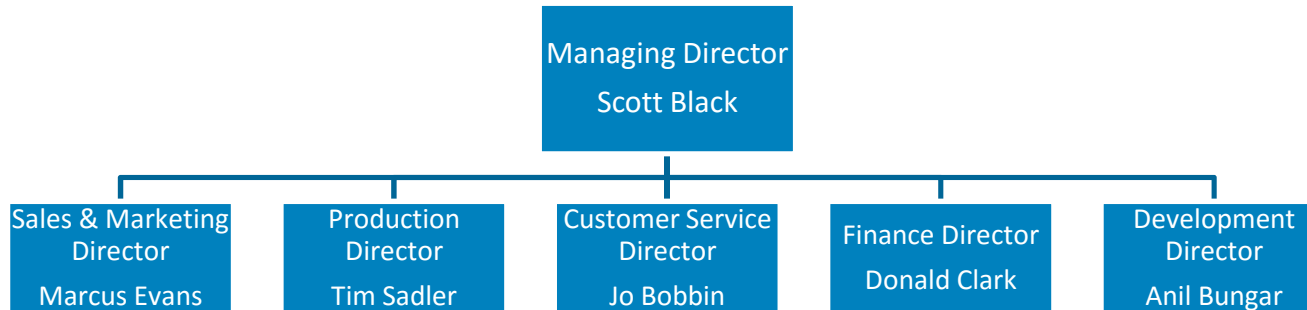 Managing Director
Scott Black
Sales & Marketing
Director
Marcus Evans
Production
Director
Tim Sadler
Customer Service
Director
Jo Bobbin
Finance Director
Donald Clark
Development
Director
Anil Bungar